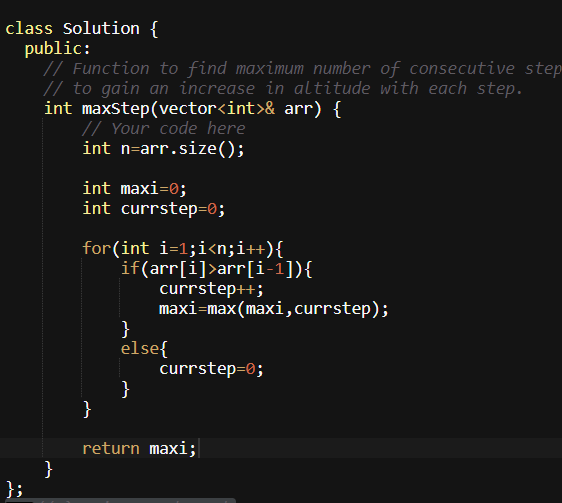 class Solution {
  public:
    // Function to find maximum number of consecutive step
    // to gain an increase in altitude with each step.
    int maxStep(vector<int>& arr) {
        // Your code here
        int n=arr.size();

        int maxi=0;
        int currstep=0;

        for(int i=1;i<n;i++){
            if(arr[i]>arr[i-1]){
                currstep++;
                maxi=max(maxi,currstep);
            }
            else{
                currstep=0;
            }
        }

        return maxi;
    }
};